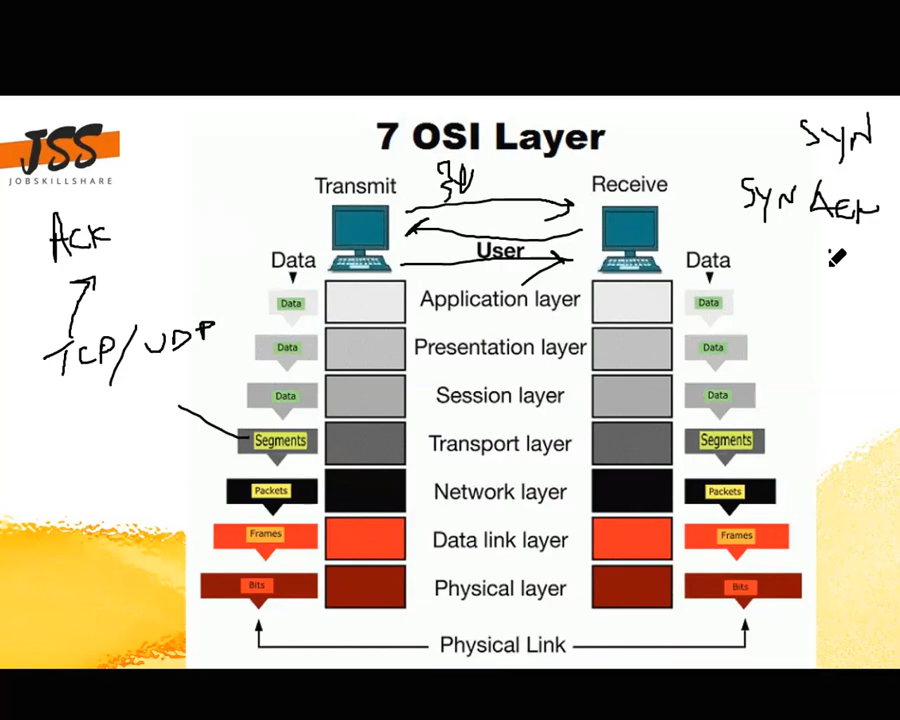 JSS
JOBSKILLSHARE
7 OSI Layer
SYN
SYN ACK
ACK
TCP/UDP
Transmit
Receive
User
Data
Data
Data Application layer Data
Data Presentation layer Data
Data Session layer Data
Segments Transport layer Segments
Packets Network layer Packets
Frames Data link layer Frames
Bits Physical layer Bits
Physical Link